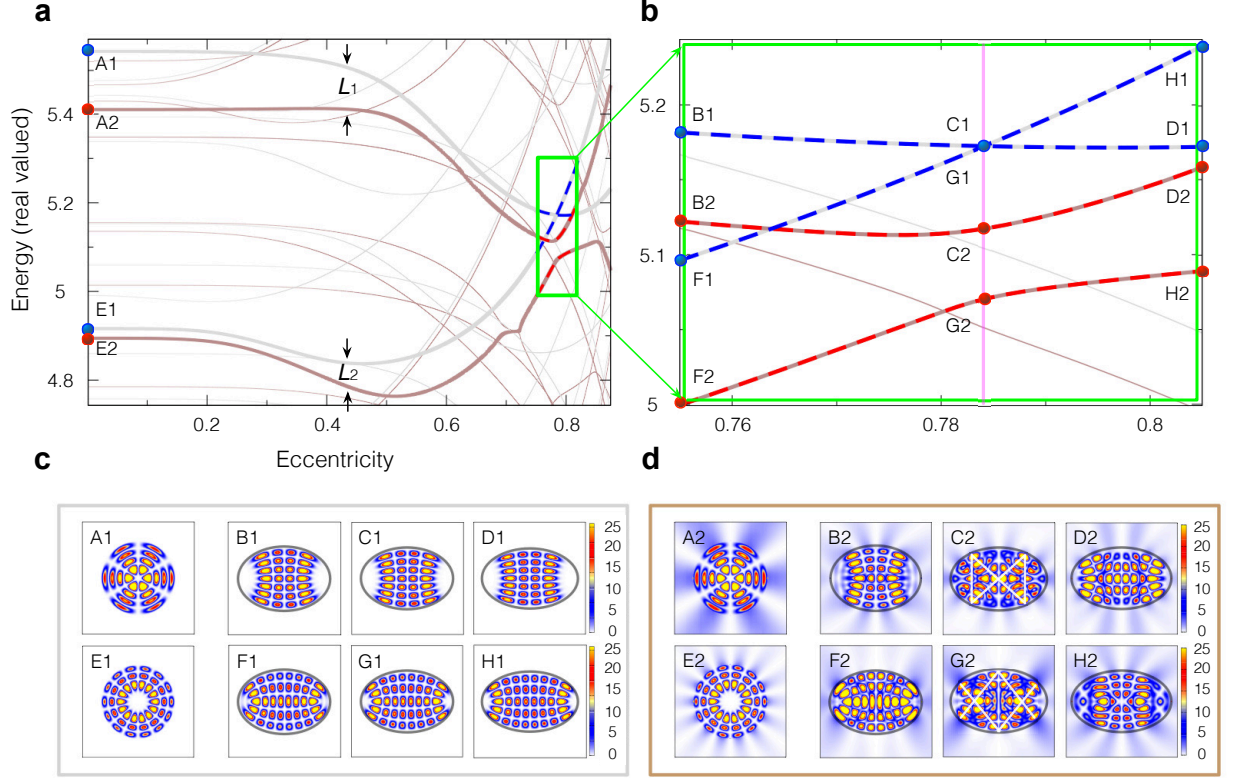 a
b
Energy (real valued)
5.4
5.2
5
4.8
0.2
0.4
0.6
0.8
Eccentricity
A1
A2
L1
E1
E2
L2
5.2
5.1
5
0.76
0.78
0.8
B1
C1
H1
D1
G1
B2
D2
F1
C2
F2
G2
H2
c
d
A1
B1
C1
D1
25
20
15
10
5
0
E1
F1
G1
H1
25
20
15
10
5
0
A2
B2
C2
D2
25
20
15
10
5
0
E2
F2
G2
H2
25
20
15
10
5
0